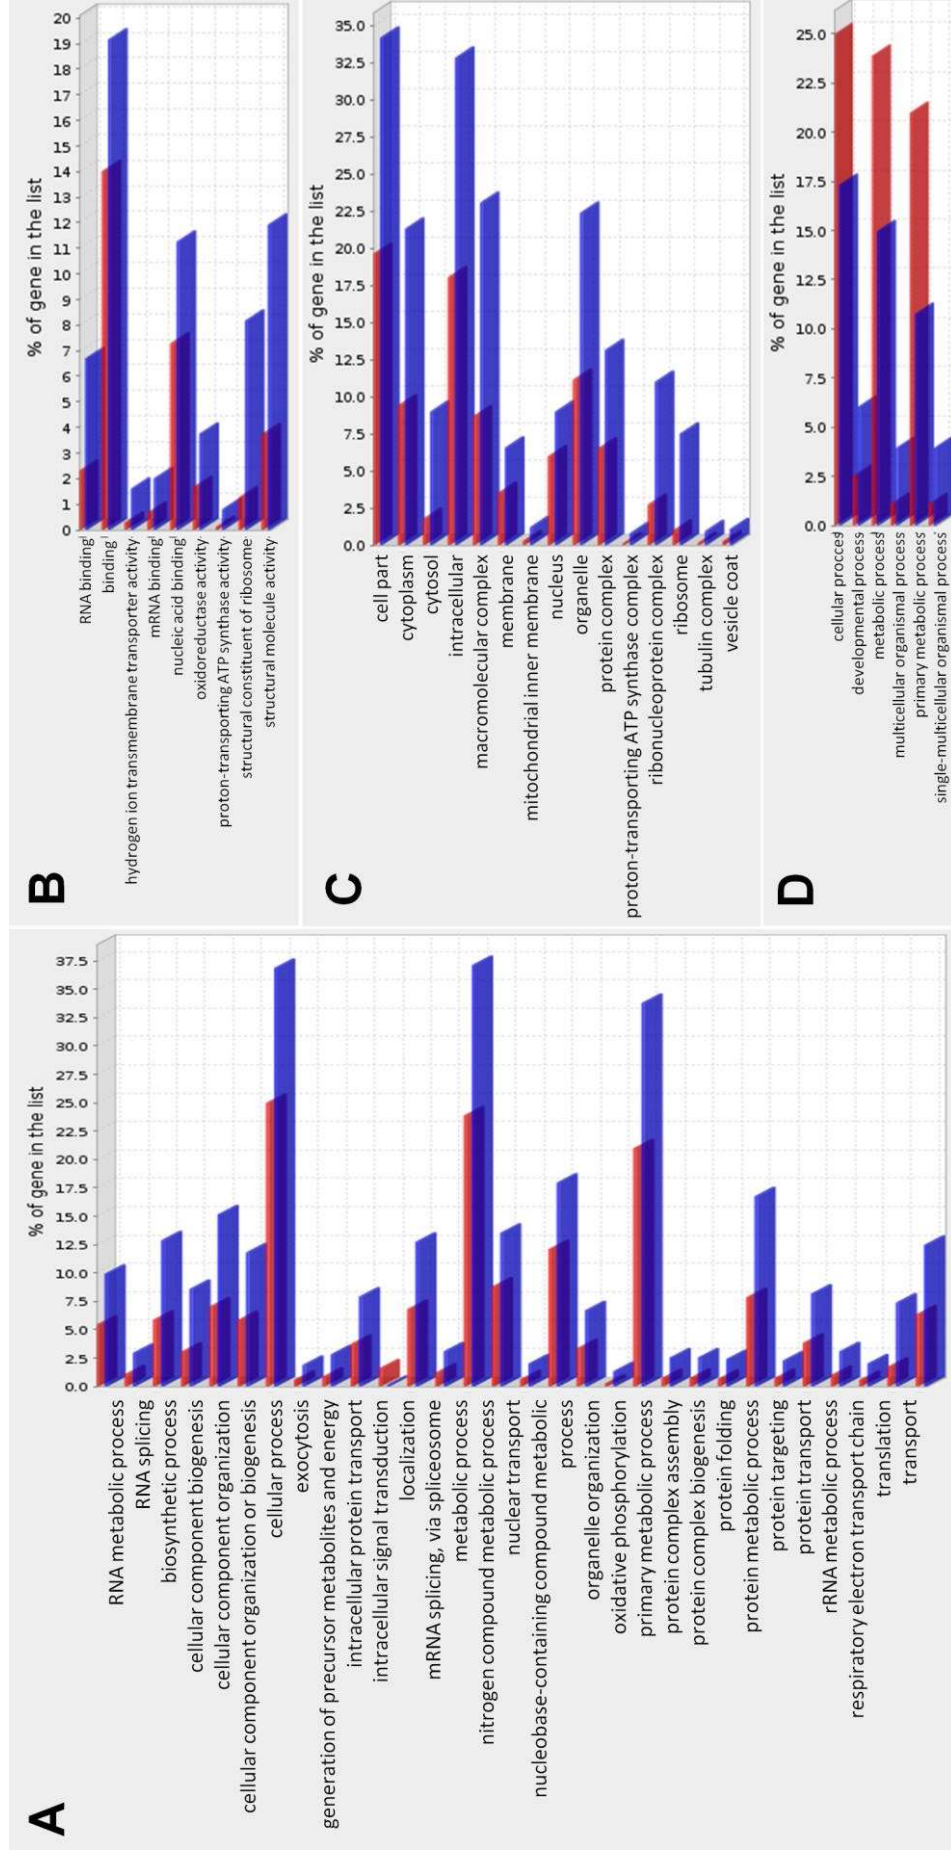 B
% of gene in the list
20
19
18
17
16
15
14
13
12
11
10
9
8
7
6
5
4
3
2
1
0
RNA binding
binding
hydrogen ion transmembrane transporter activity
mRNA binding
nucleic acid binding
oxidoreductase activity
proton-transporting ATP synthase activity
structural constituent of ribosome
structural molecule activity
C
% of gene in the list
35.0
32.5
30.0
27.5
25.0
22.5
20.0
17.5
15.0
12.5
10.0
7.5
5.0
2.5
0.0
cell part
cytoplasm
cytosol
intracellular
macromolecular complex
membrane
mitochondrial inner membrane
nucleus
organelle
protein complex
proton-transporting ATP synthase complex
ribonucleoprotein complex
ribosome
tubulin complex
vesicle coat
D
% of gene in the list
25.0
22.5
20.0
17.5
15.0
12.5
10.0
7.5
5.0
2.5
0.0
cellular procces
developmental process
metabolic process
multicellular organismal process
primary metabolic process
single-multicellular organismal process
A
% of gene in the list
37.5
35.0
32.5
30.0
27.5
25.0
22.5
20.0
17.5
15.0
12.5
10.0
7.5
5.0
2.5
0.0
RNA metabolic process
RNA splicing
biosynthetic process
cellular component biogenesis
cellular component organization
cellular component organization or biogenesis
cellular process
exocytosis
generation of precursor metabolites and energy
intracellular protein transport
intracellular signal transduction
localization
mRNA splicing, via spliceosome
metabolic process
nitrogen compound metabolic process
nuclear transport
nucleobase-containing compound metabolic
process
organelle organization
oxidative phosphorylation
primary metabolic process
protein complex assembly
protein complex biogenesis
protein folding
protein metabolic process
protein targeting
protein transport
rRNA metabolic process
respiratory electron transport chain
translation
transport